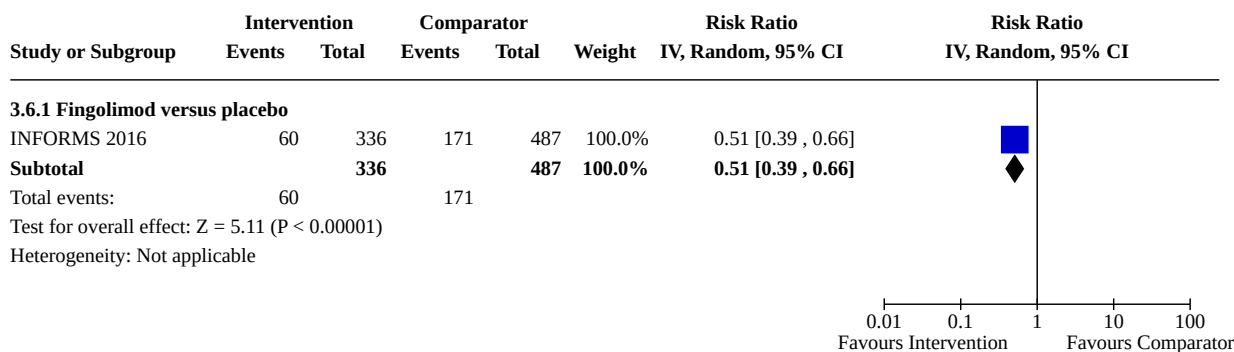 Intervention Comparator Risk Ratio Risk Ratio
Study or Subgroup Events Total Events Total Weight IV, Random, 95% CI IV, Random, 95% CI
3.6.1 Fingolimod versus placebo
INFORMS 2016 60 336 171 487 100.0% 0.51 [0.39 , 0.66]
Subtotal 336 487 100.0% 0.51 [0.39 , 0.66]
Total events: 60 171
Test for overall effect: Z = 5.11 (P < 0.00001)
Heterogeneity: Not applicable
0.01 0.1 1 10 100
Favours Intervention Favours Comparator